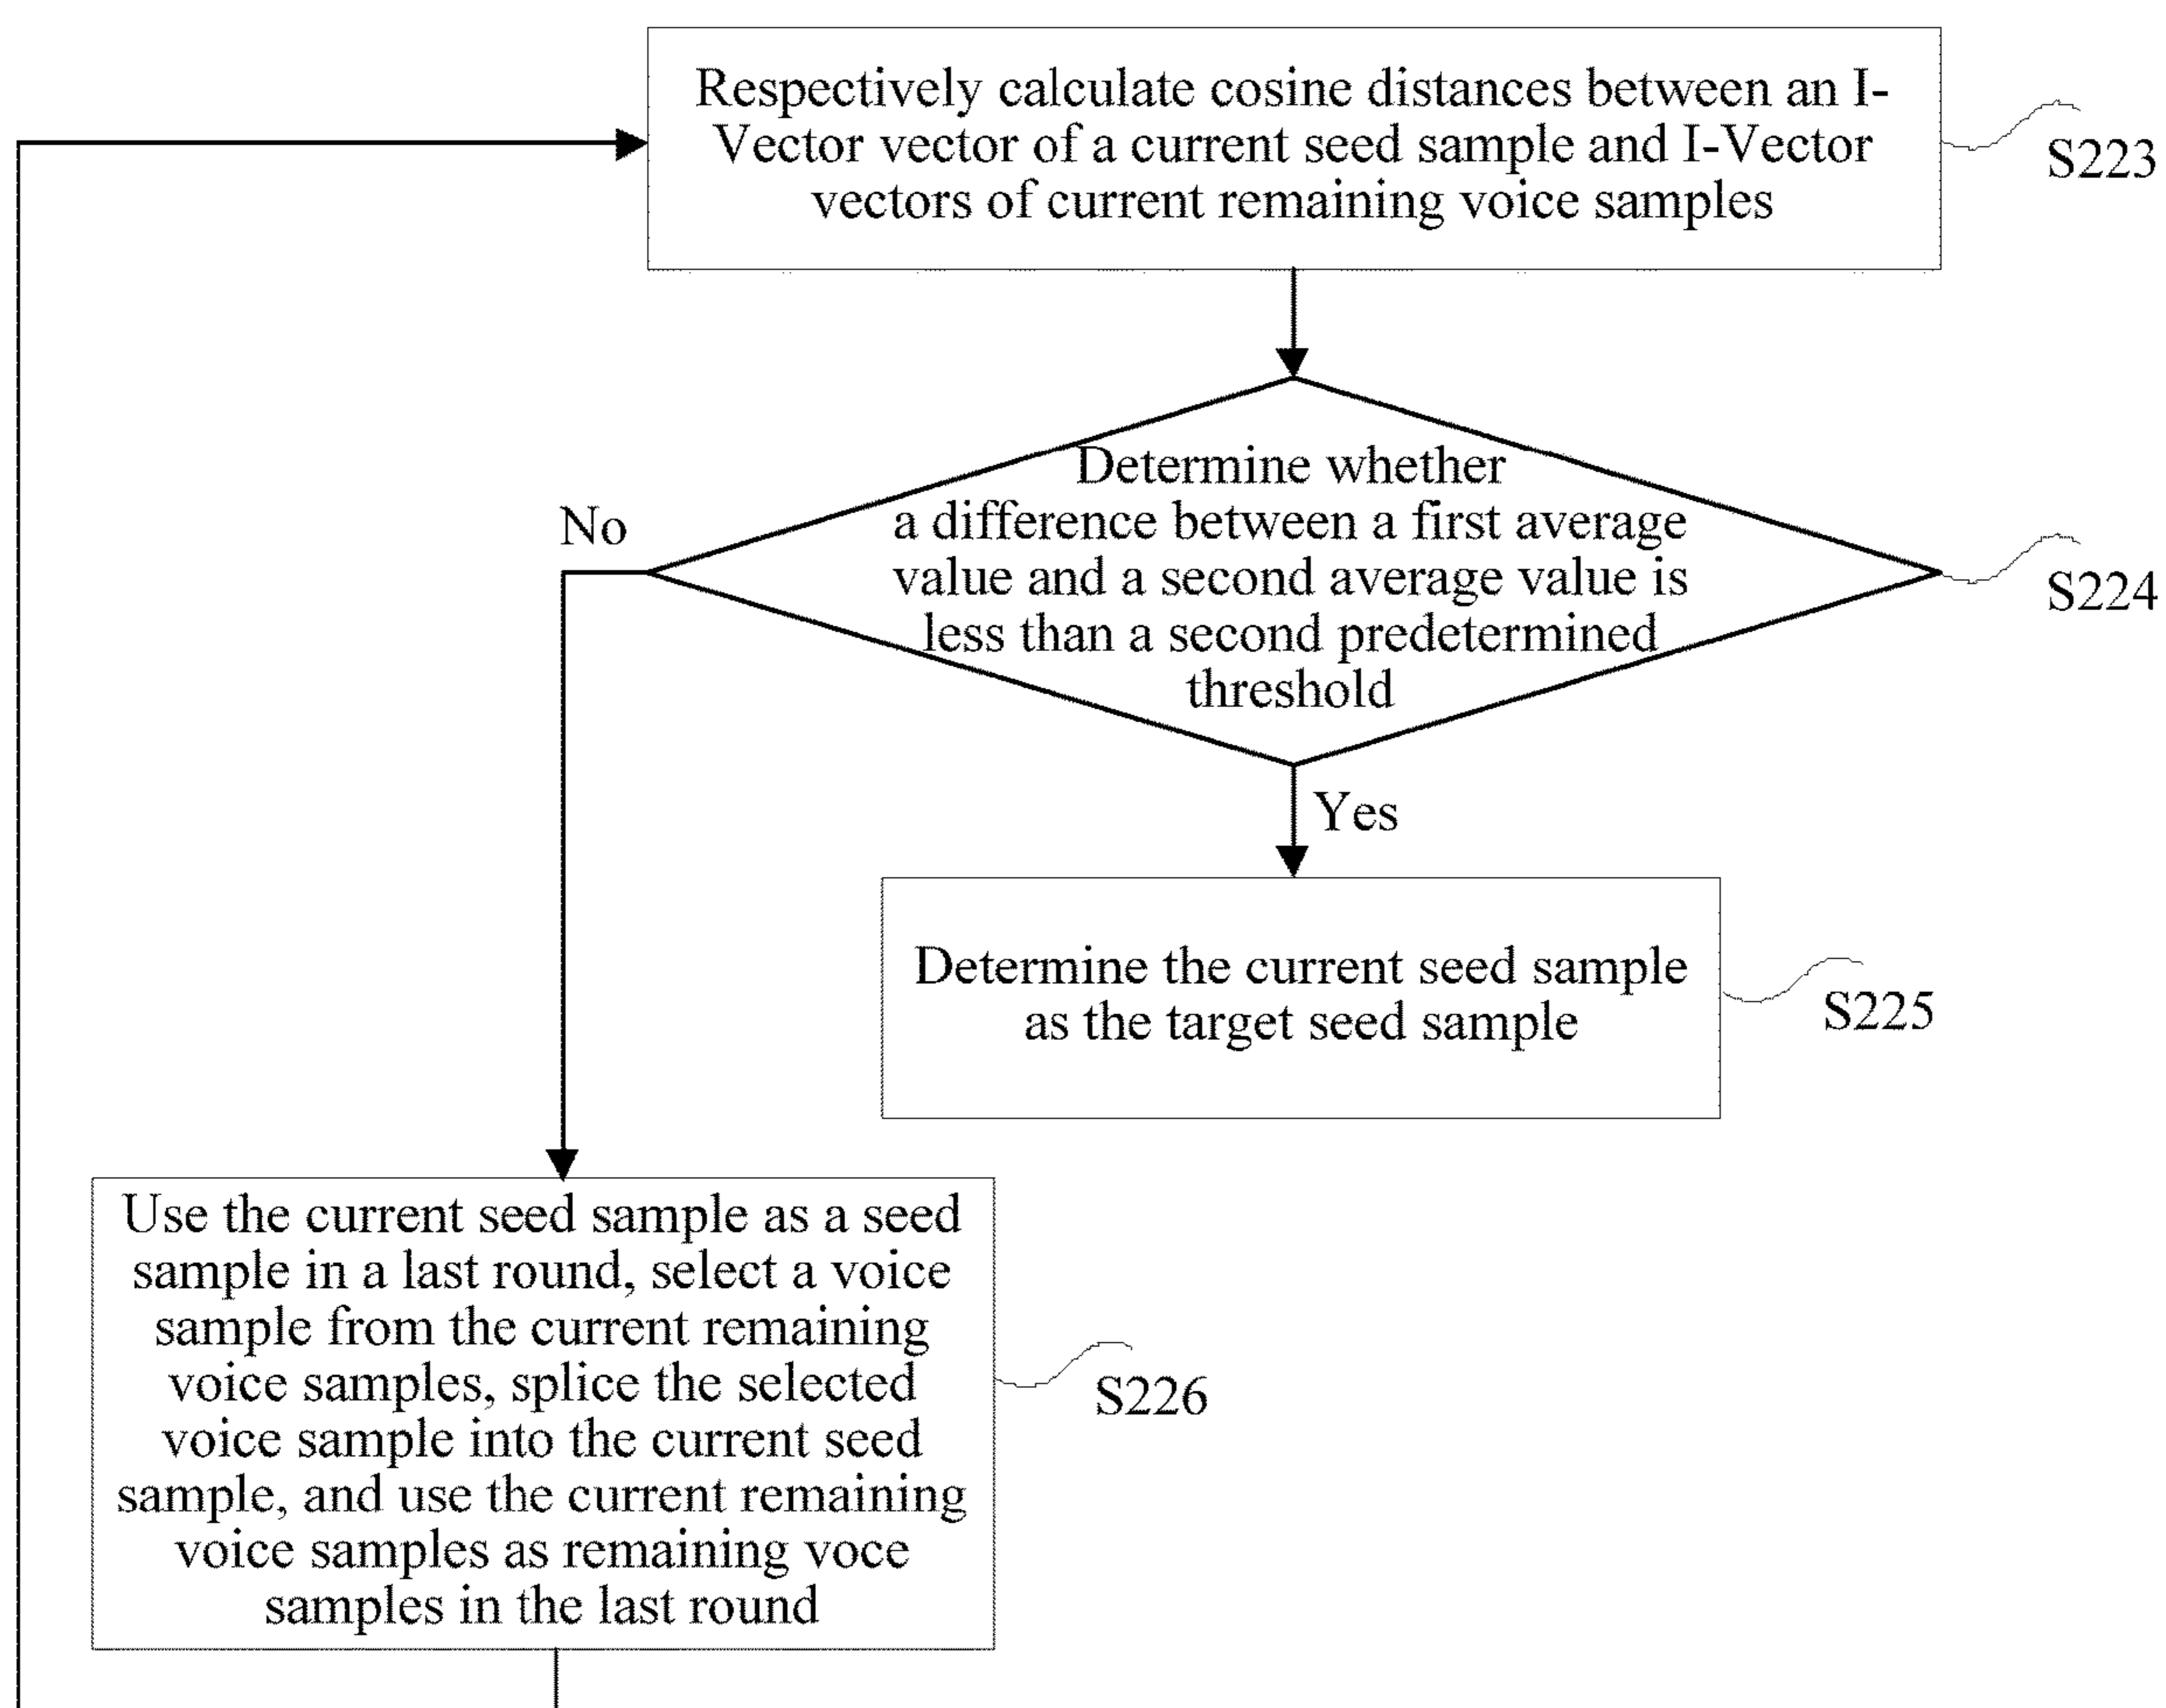 Respectively calculate cosine distances between an I-
Vector vector of a current seed sample and I-Vector
vectors of current remaining voice samples
S223
Determine whether
a difference between a first average
value and a second average value is
less than a second predetermined
threshold
No
S224
Yes
Determine the current seed sample
as the target seed sample
S225
Use the current seed sample as a seed
sample in a last round, select a voice
sample from the current remaining
voice samples, splice the selected
voice sample into the current seed
sample, and use the current remaining
voice samples as remaining voce
samples in the last round
S226